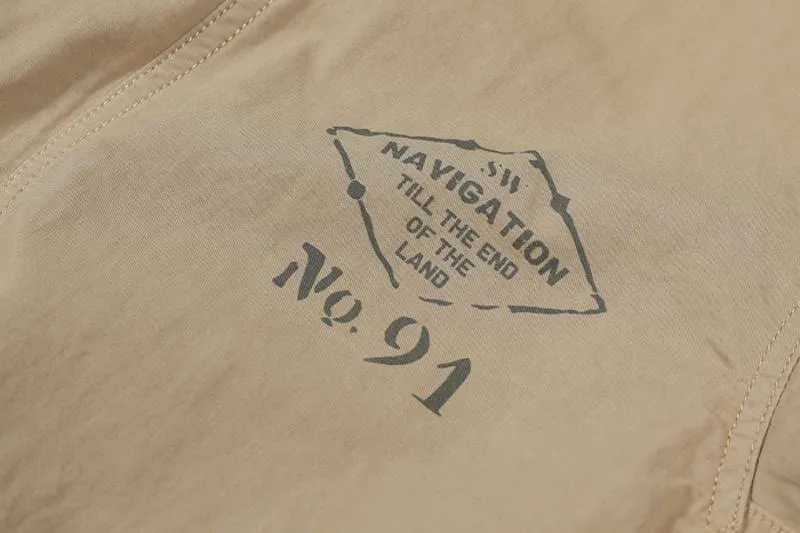 SW
NAVIGATION
TILL THE END
OF THE
LAND
No. 91